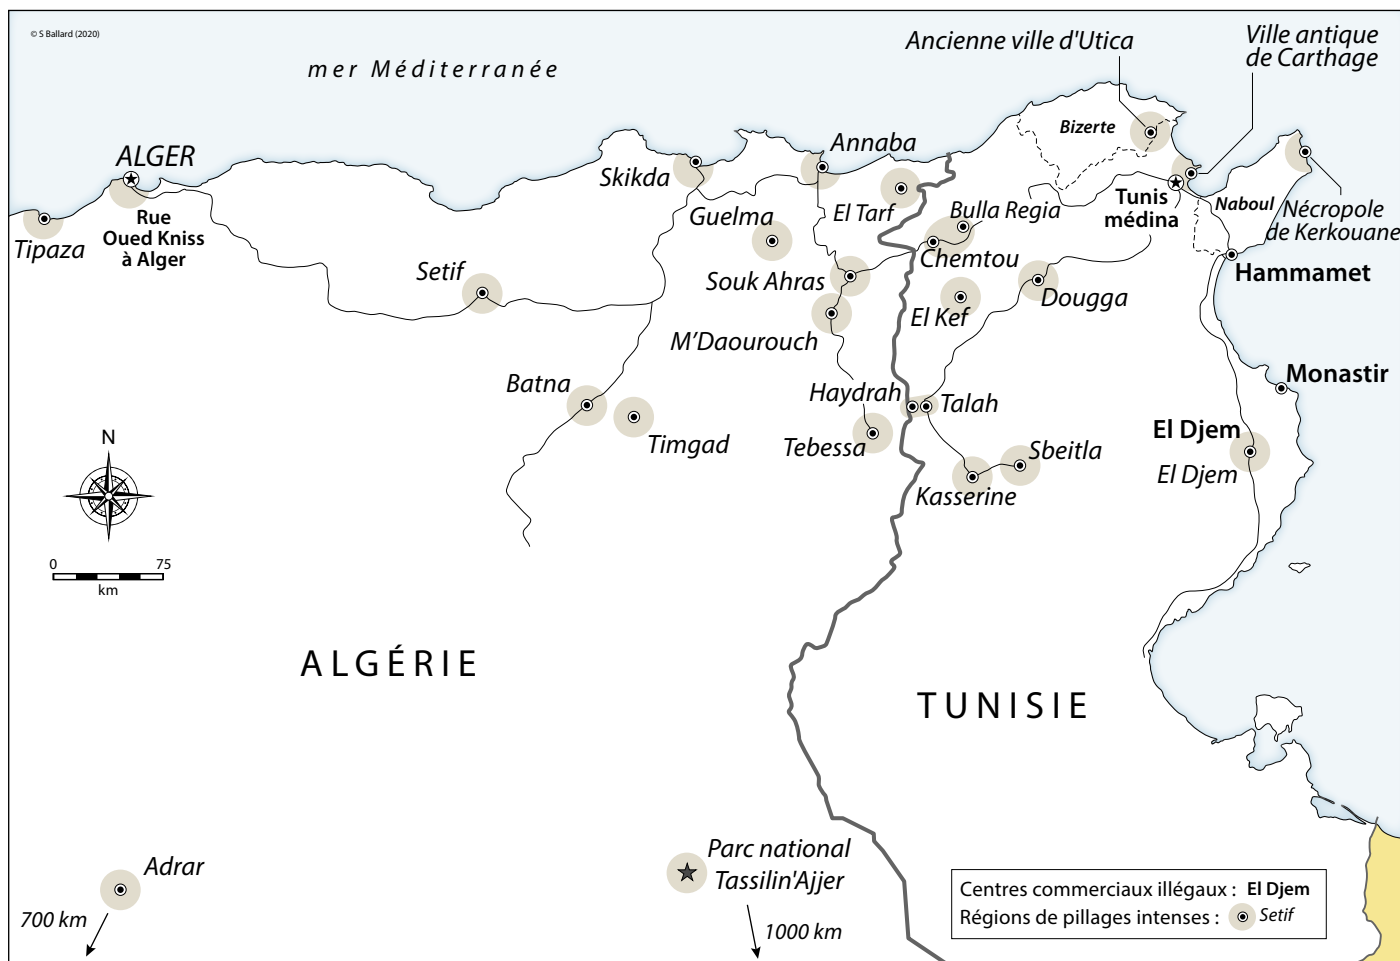 © S Ballard (2020)
mer Méditerranée
Ancienne ville d'Utica
Ville antique
de Carthage
Bizerte
ALGER
Annaba
Skikda
Rue
Oued Kniss
à Alger
Tipaza
Guelma
El Tarf
Bulla Regia
Tunis
médina
Naboul
Nécropole
de Kerkouane
Chemtou
Hammamet
Setif
Souk Ahras
El Kef
Dougga
M'Daourouch
Batna
Haydrah
Talah
Monastir
Timgad
Tebessa
Sbeitla
El Djem
El Djem
Kasserine
N
0
75
km
ALGÉRIE
TUNISIE
Adrar
700 km
Parc national
Tassilin'Ajjer
1000 km
Centres commerciaux illégaux : El Djem
Régions de pillages intenses : Setif